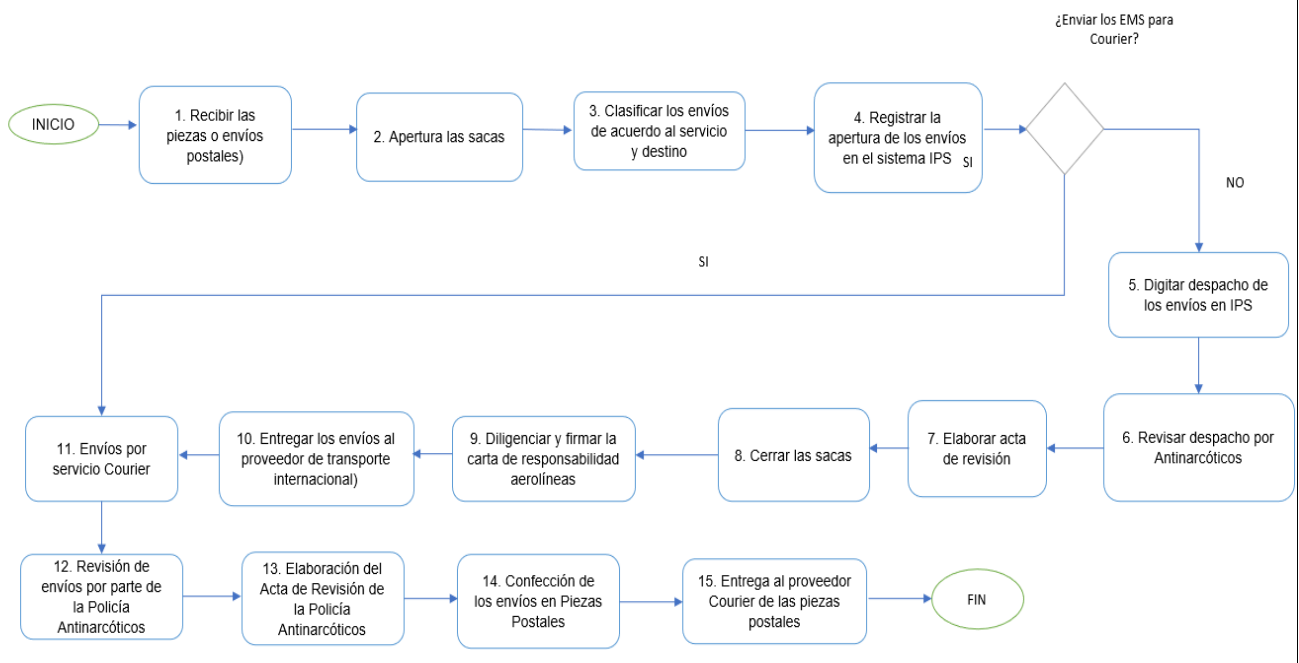 ¿Enviar los EMS para
Courier?
INICIO
1. Recibir las
piezas o envíos
postales)
2. Apertura las sacas
3. Clasificar los envíos
de acuerdo al servicio
y destino
4. Registrar la
apertura de los envíos
en el sistema IPS
SI
NO
SI
5. Digitar despacho de
los envíos en IPS
6. Revisar despacho por
Antinarcóticos
7. Elaborar acta
de revisión
8. Cerrar las sacas
9. Diligenciar y firmar la
carta de responsabilidad
aerolíneas
10. Entregar los envíos al
proveedor de transporte
internacional)
11. Envíos por
servicio Courier
12. Revisión de
envíos por parte de
la Policía
Antinarcóticos
13. Elaboración del
Acta de Revisión de
la Policía
Antinarcóticos
14. Confección de
los envíos en Piezas
Postales
15. Entrega al proveedor
Courier de las piezas
postales
FIN